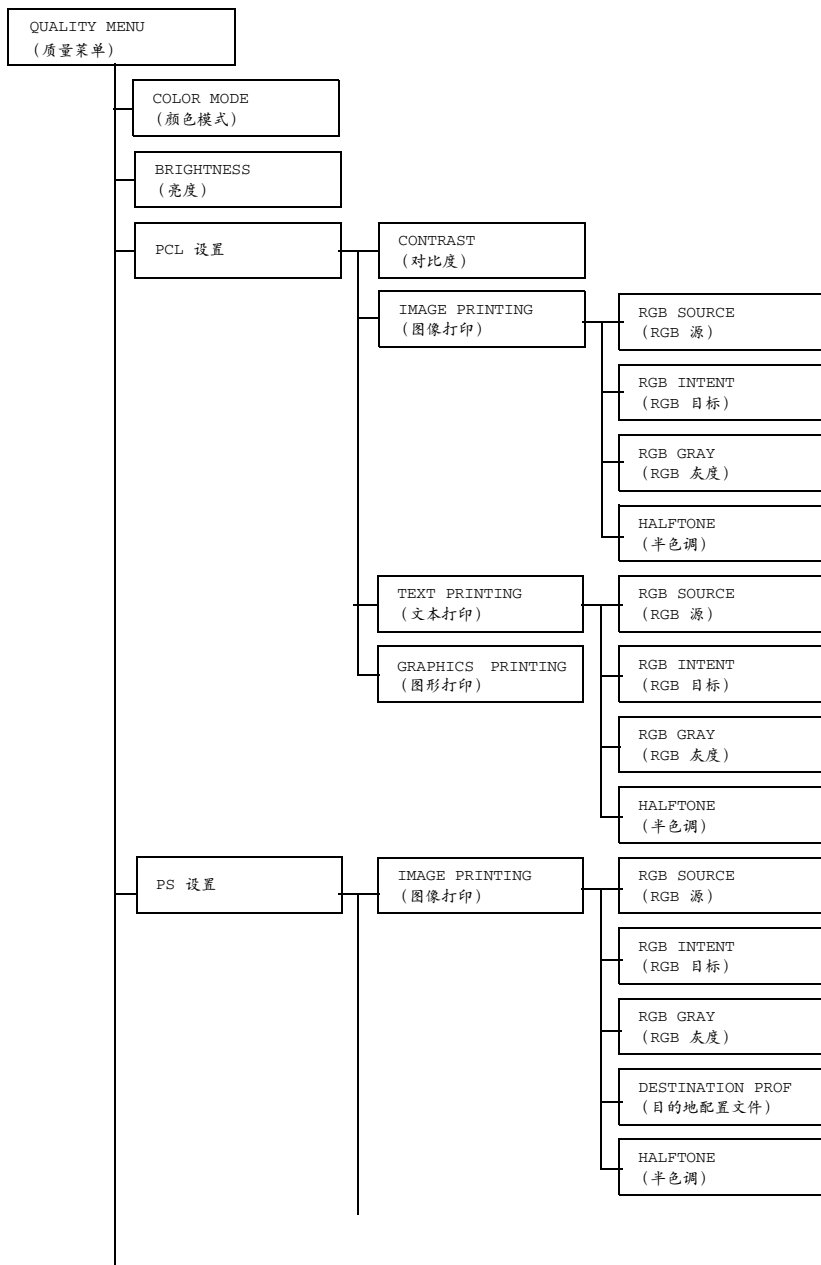 QUALITY MENU
(质量菜单)
COLOR MODE
(颜色模式)
BRIGHTNESS
(亮度)
PCL 设置
CONTRAST
(对比度)
IMAGE PRINTING
(图像打印)
RGB SOURCE
(RGB 源)
RGB INTENT
(RGB 目标)
RGB GRAY
(RGB 灰度)
HALFTONE
(半色调)
TEXT PRINTING
(文本打印)
RGB SOURCE
(RGB 源)
GRAPHICS PRINTING
(图形打印)
RGB INTENT
(RGB 目标)
RGB GRAY
(RGB 灰度)
HALFTONE
(半色调)
PS 设置
IMAGE PRINTING
(图像打印)
RGB SOURCE
(RGB 源)
RGB INTENT
(RGB 目标)
RGB GRAY
(RGB 灰度)
DESTINATION PROF
(目的地配置文件)
HALFTONE
(半色调)